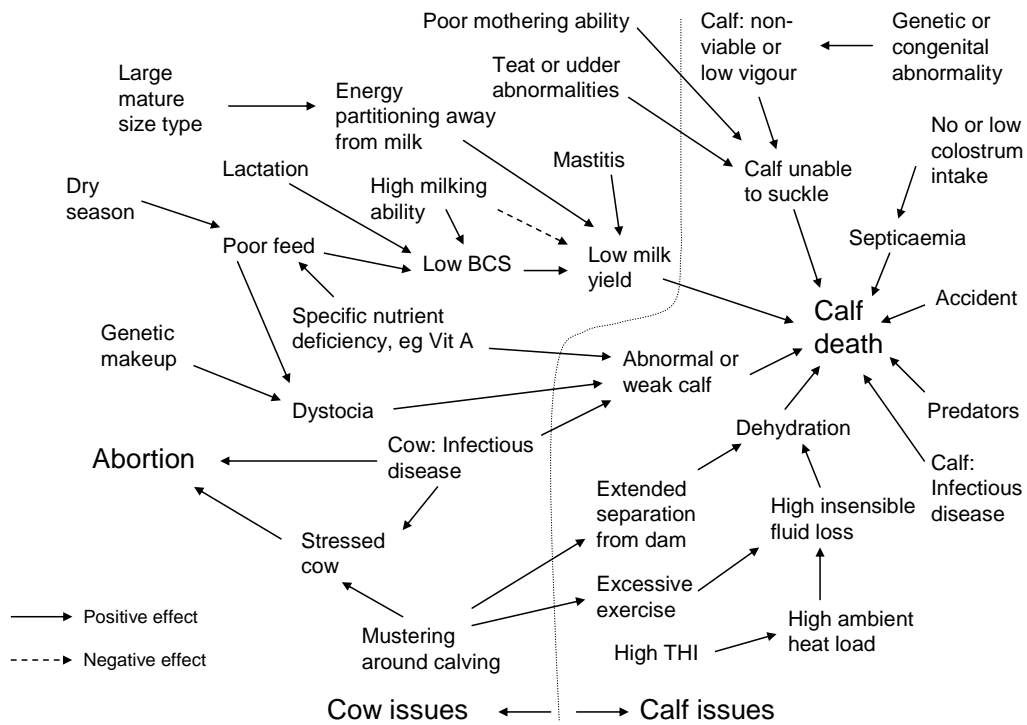 Poor mothering ability
Calf: non-
viable or
low vigour
Genetic or
congenital
abnormality
Teat or udder
abnormalities
Large
mature
size type
Energy
partitioning away
from milk
No or low
colostrum
intake
Mastitis
Calf unable
to suckle
Lactation
High milking
ability
Dry
season
Poor feed
Low BCS
Low milk
yield
Septicaemia
Accident
Calf
death
Specific nutrient
deficiency, eg Vit A
Genetic
makeup
Abnormal or
weak calf
Dystocia
Predators
Dehydration
Cow: Infectious
disease
Abortion
Calf:
Infectious
disease
Extended
separation
from dam
High insensible
fluid loss
Stressed
cow
Excessive
exercise
Positive effect
Mustering
around calving
High ambient
heat load
High THI
Negative effect
Cow issues
Calf issues